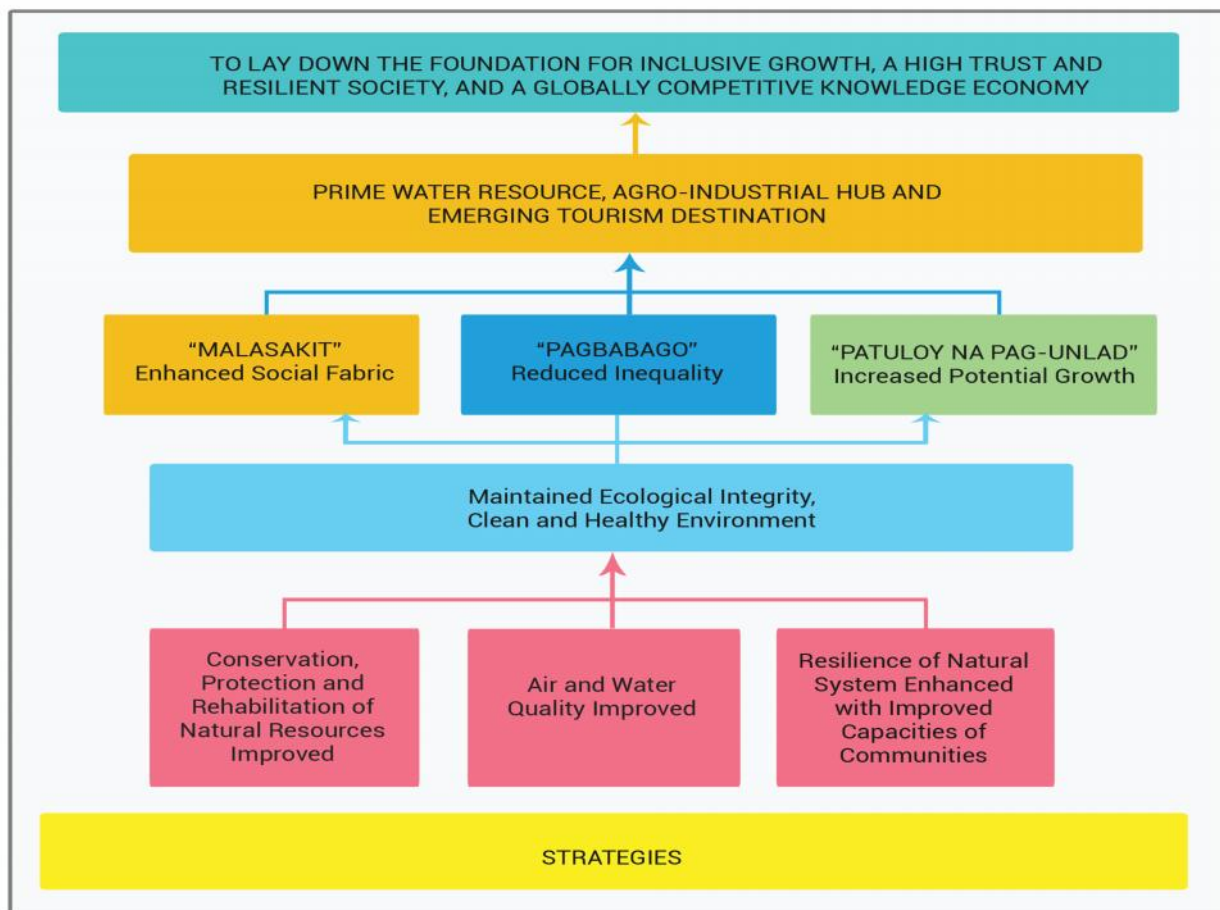 TO LAY DOWN THE FOUNDATION FOR INCLUSIVE GROWTH, A HIGH TRUST AND
RESILIENT SOCIETY, AND A GLOBALLY COMPETITIVE KNOWLEDGE ECONOMY
PRIME WATER RESOURCE, AGRO-INDUSTRIAL HUB AND
EMERGING TOURISM DESTINATION
“MALASAKIT”
Enhanced Social Fabric
“PAGBABAGO”
Reduced Inequality
“PATULOY NA PAG-UNLAD”
Increased Potential Growth
Maintained Ecological Integrity,
Clean and Healthy Environment
Conservation,
Protection and
Rehabilitation of
Natural Resources
Improved
Air and Water
Quality Improved
Resilience of Natural
System Enhanced
with Improved
Capacities of
Communities
STRATEGIES